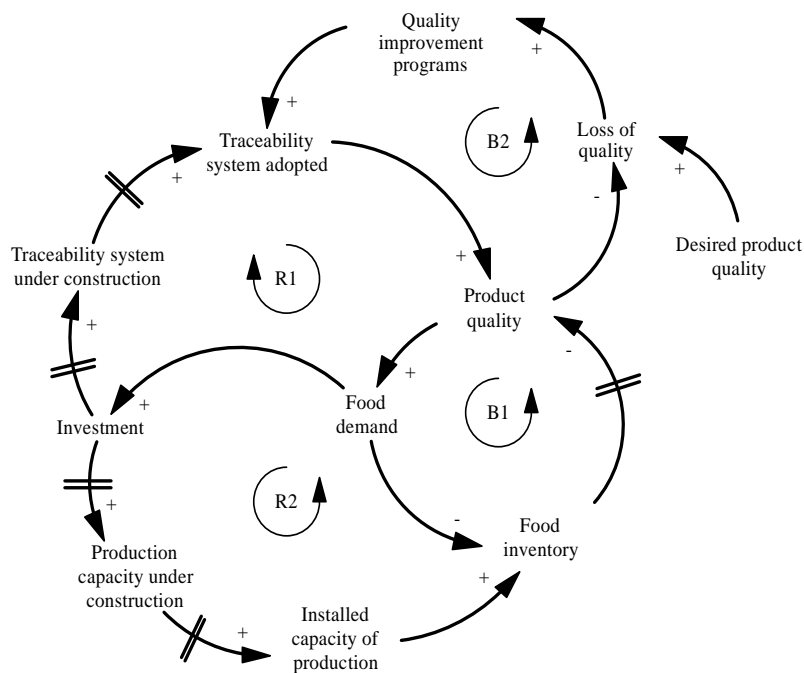 Quality
improvement
programs
+
+
Traceability
system adopted
B2
Loss of
quality
+
+
-
Desired product
quality
Traceability system
under construction
R1
+
Product
quality
+
-
+
+
Food
demand
B1
Investment
+
R2
-
Food
inventory
+
Production
capacity under
construction
+
Installed
capacity of
production